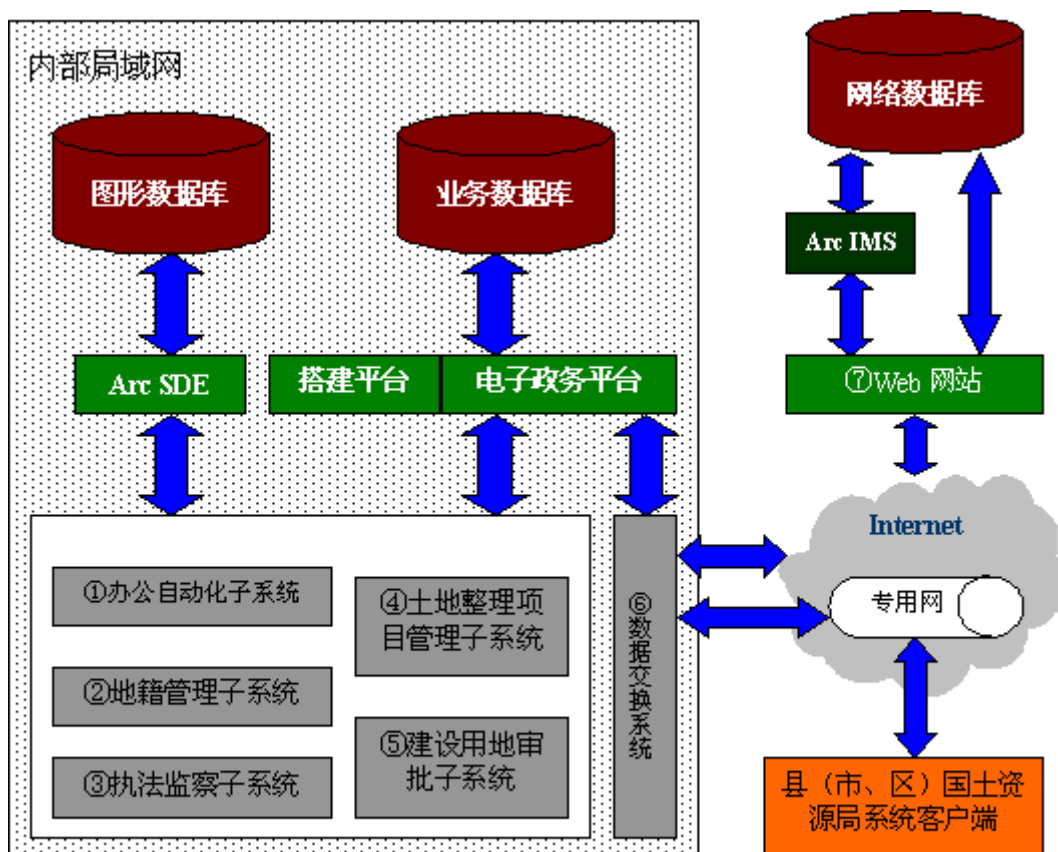 内部局域网
图形数据库
业务数据库
网络数据库
Arc IMS
Arc SDE
搭建平台
电子政务平台
⑦Web 网站
Internet
专用网
①办公自动化子系统
②地籍管理子系统
③执法监察子系统
④土地整理项
目管理子系统
⑤建设用地审
批子系统
⑥数据交换系统
县（市、区）国土资
源局系统客户端